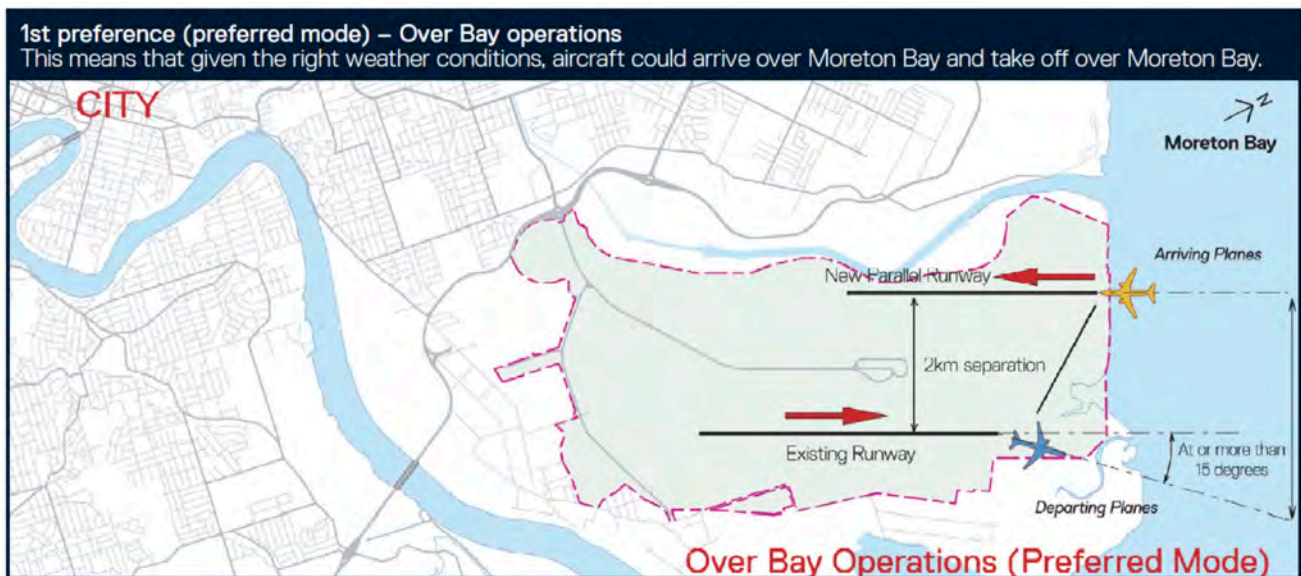 1st preference (preferred mode) – Over Bay operations
This means that given the right weather conditions, aircraft could arrive over Moreton Bay and take off over Moreton Bay.
CITY
N
Moreton Bay
Arriving Planes
New Parallel Runway
2km separation
Existing Runway
At or more than
15 degrees
Departing Planes
Over Bay Operations (Preferred Mode)